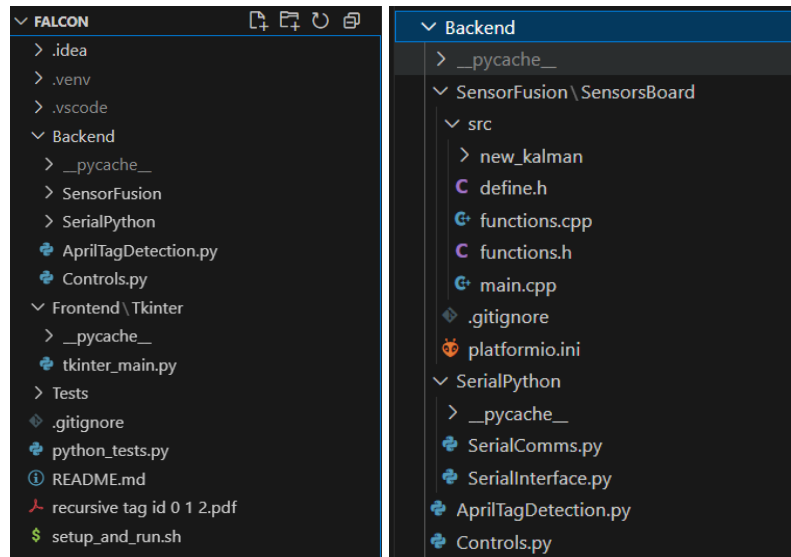 FALCON
.idea
.venv
.vscode
Backend
__pycache__
SensorFusion
SerialPython
AprilTagDetection.py
Controls.py
Frontend\Tkinter
__pycache__
tkinter_main.py
Tests
.gitignore
python_tests.py
README.md
recursive tag id 0 1 2.pdf
$ setup_and_run.sh
Backend
__pycache__
SensorFusion\SensorsBoard
src
new_kalman
C define.h
C++ functions.cpp
C functions.h
C++ main.cpp
.gitignore
platformio.ini
SerialPython
__pycache__
SerialComms.py
SerialInterface.py
AprilTagDetection.py
Controls.py